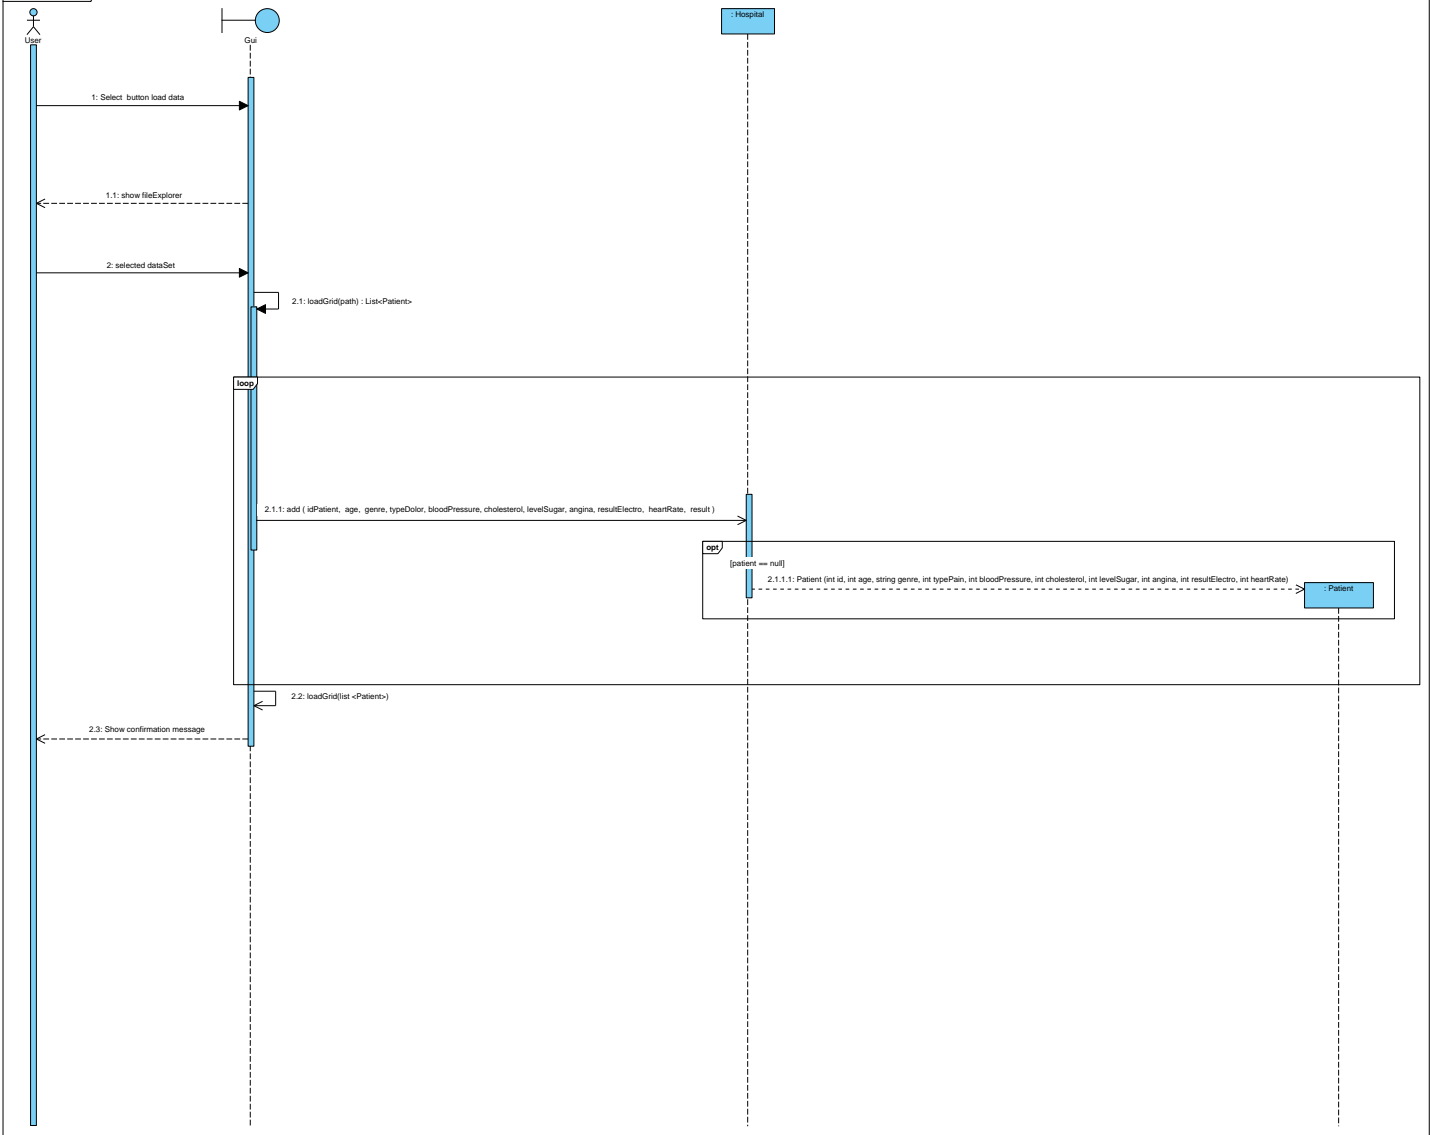 User
Gui
: Hospital
1: Select button load data
1.1: show fileExplorer
2: selected dataSet
2.1: loadGrid(path) : List<Patient>
loop
2.1.1: add ( idPatient, age, genre, typeDolor, bloodPressure, cholesterol, levelSugar, angina, resultElectro, heartRate, result )
opt
[patient == null]
2.1.1.1: Patient (int id, int age, string genre, int typePain, int bloodPressure, int cholesterol, int levelSugar, int angina, int resultElectro, int heartRate)
: Patient
2.2: loadGrid(list <Patient>)
2.3: Show confirmation message